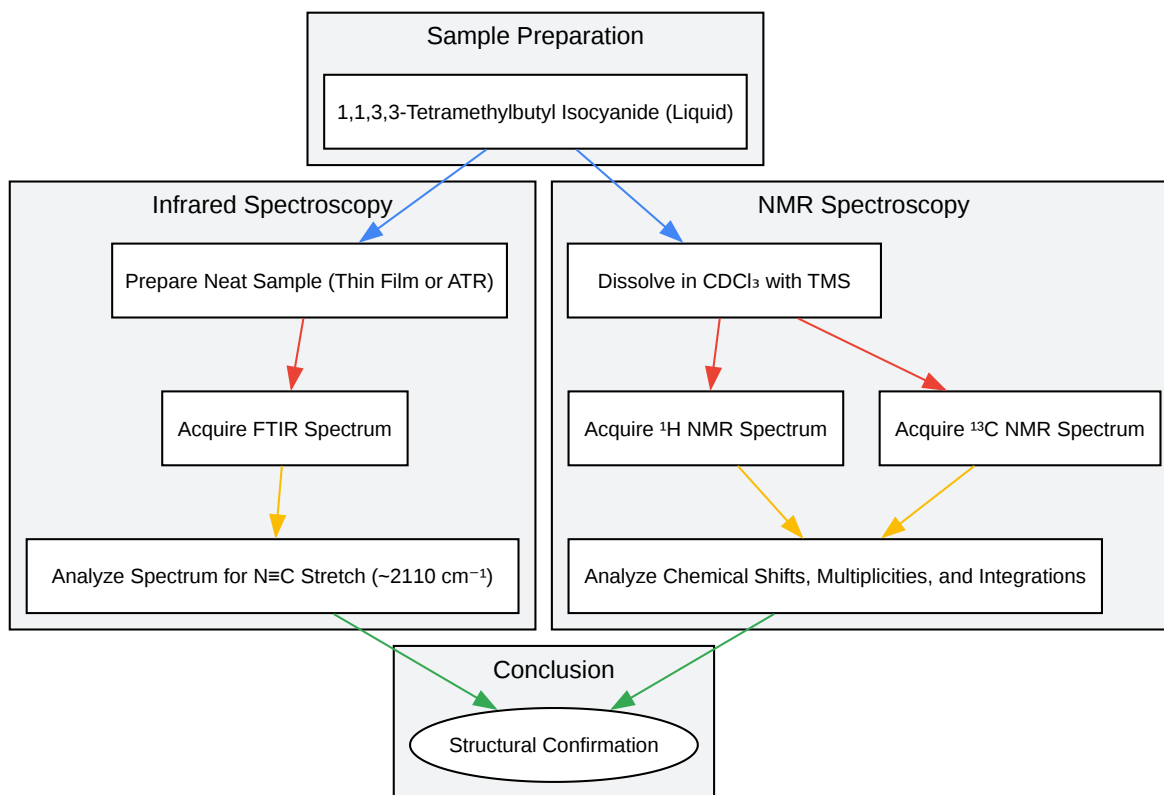 Sample Preparation
1,1,3,3-Tetramethylbutyl Isocyanide (Liquid)
Infrared Spectroscopy
NMR Spectroscopy
Prepare Neat Sample (Thin Film or ATR)
Dissolve in CDCl₃ with TMS
Acquire FTIR Spectrum
Acquire ¹H NMR Spectrum
Acquire ¹³C NMR Spectrum
Analyze Spectrum for N≡C Stretch (~2110 cm⁻¹)
Analyze Chemical Shifts, Multiplicities, and Integrations
Conclusion
Structural Confirmation